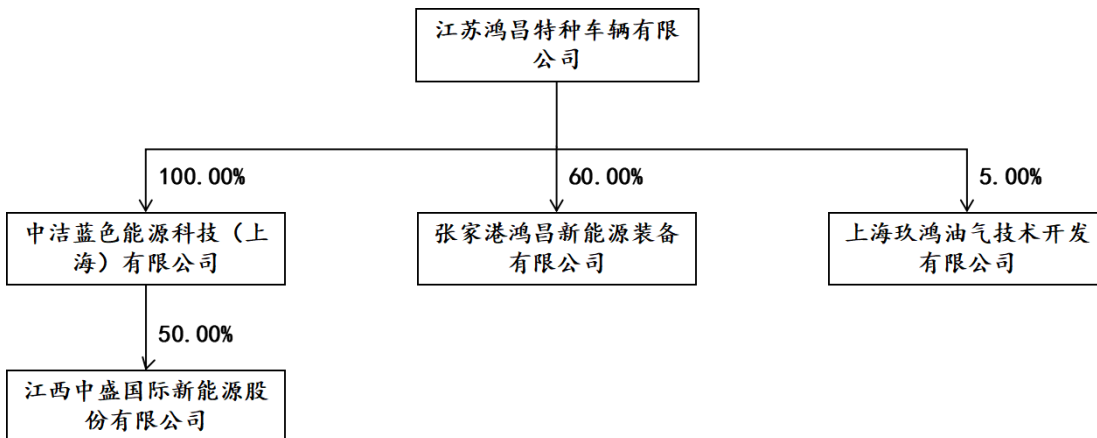 江苏鸿昌特种车辆有限
公司
100.00%
60.00%
5.00%
中洁蓝色能源科技（上
海）有限公司
张家港鸿昌新能源装备
有限公司
上海玖鸿油气技术开发
有限公司
50.00%
江西中盛国际新能源股
份有限公司